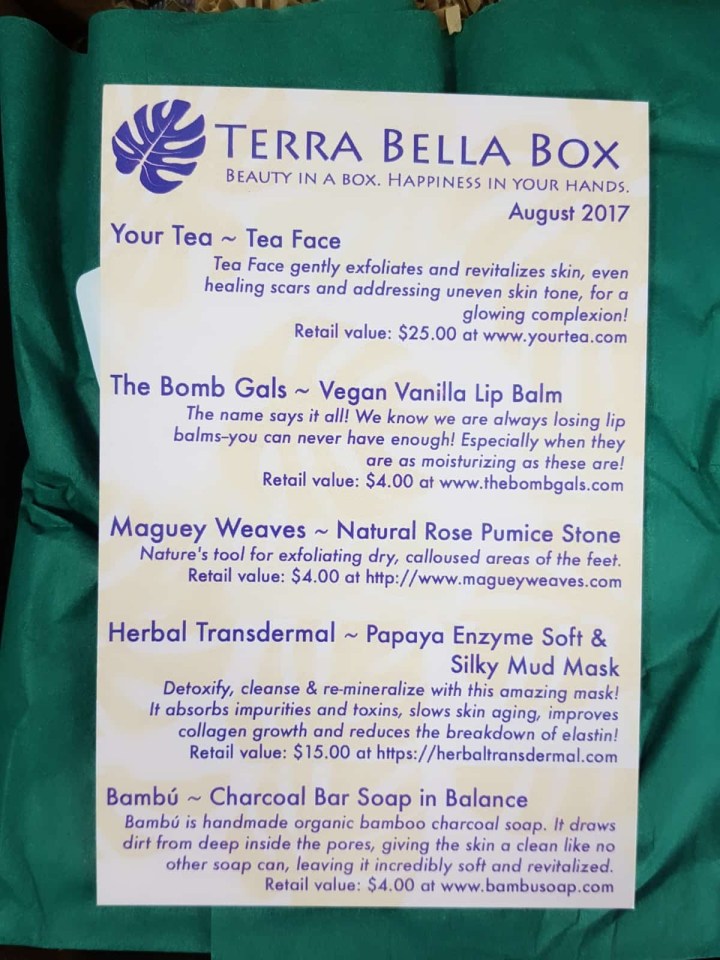 TERRA BELLA BOX
BEAUTY IN A BOX. HAPPINESS IN YOUR HANDS.
August 2017
Your Tea ~ Tea Face
Tea Face gently exfoliates and revitalizes skin, even
healing scars and addressing uneven skin tone, for a
glowing complexion!
Retail value: $25.00 at www.yourtea.com
The Bomb Gals ~ Vegan Vanilla Lip Balm
The name says it all! We know we are always losing lip
balms–you can never have enough! Especially when they
are as moisturizing as these are!
Retail value: $4.00 at www.thebombgals.com
Maguey Weaves ~ Natural Rose Pumice Stone
Nature's tool for exfoliating dry, calloused areas of the feet.
Retail value: $4.00 at http://www.magueyweaves.com
Herbal Transdermal ~ Papaya Enzyme Soft &
Silky Mud Mask
Detoxify, cleanse & re-mineralize with this amazing mask!
It absorbs impurities and toxins, slows skin aging, improves
collagen growth and reduces the breakdown of elastin!
Retail value: $15.00 at https://herbaltransdermal.com
Bambú ~ Charcoal Bar Soap in Balance
Bambú is handmade organic bamboo charcoal soap. It draws
dirt from deep inside the pores, giving the skin a clean like no
other soap can, leaving it incredibly soft and revitalized.
Retail value: $4.00 at www.bambusoap.com